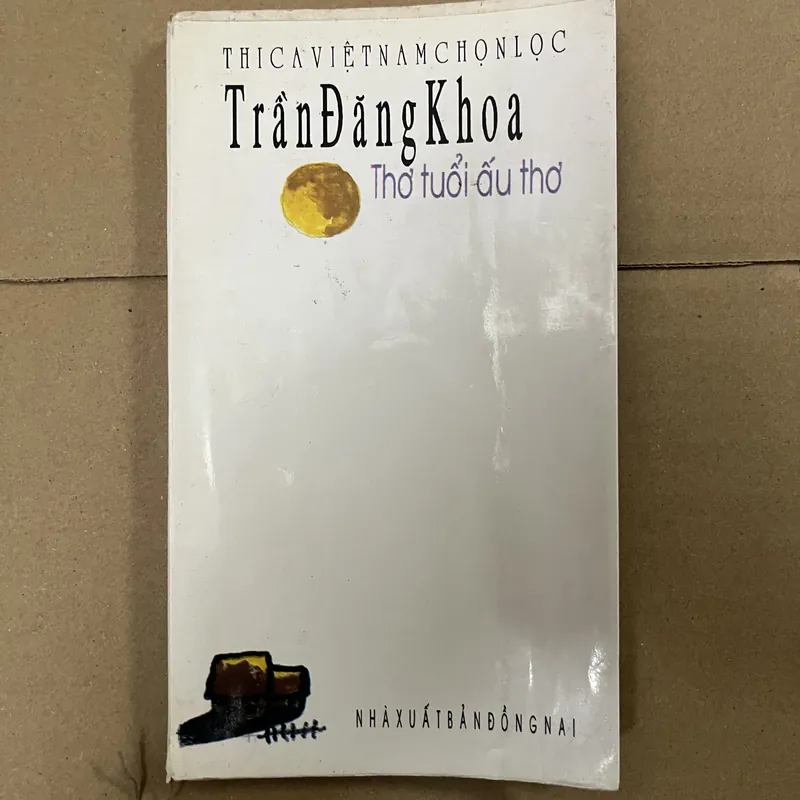 THI CA VIỆT NAM CHỌN LỌC
Trần Đăng Khoa
Thơ tuổi ấu thơ
NHÀ XUẤT BẢN ĐỒNG NAI